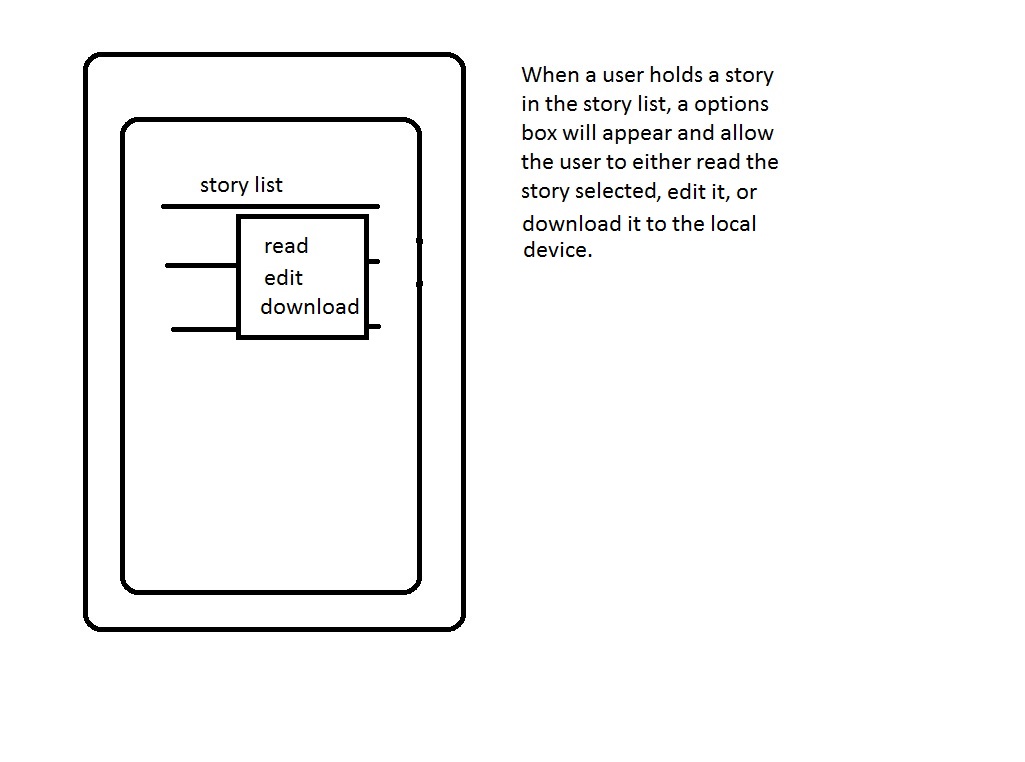 story list
read
edit
download
When a user holds a story
in the story list, a options
box will appear and allow
the user to either read the
story selected, edit it, or
download it to the local
device.